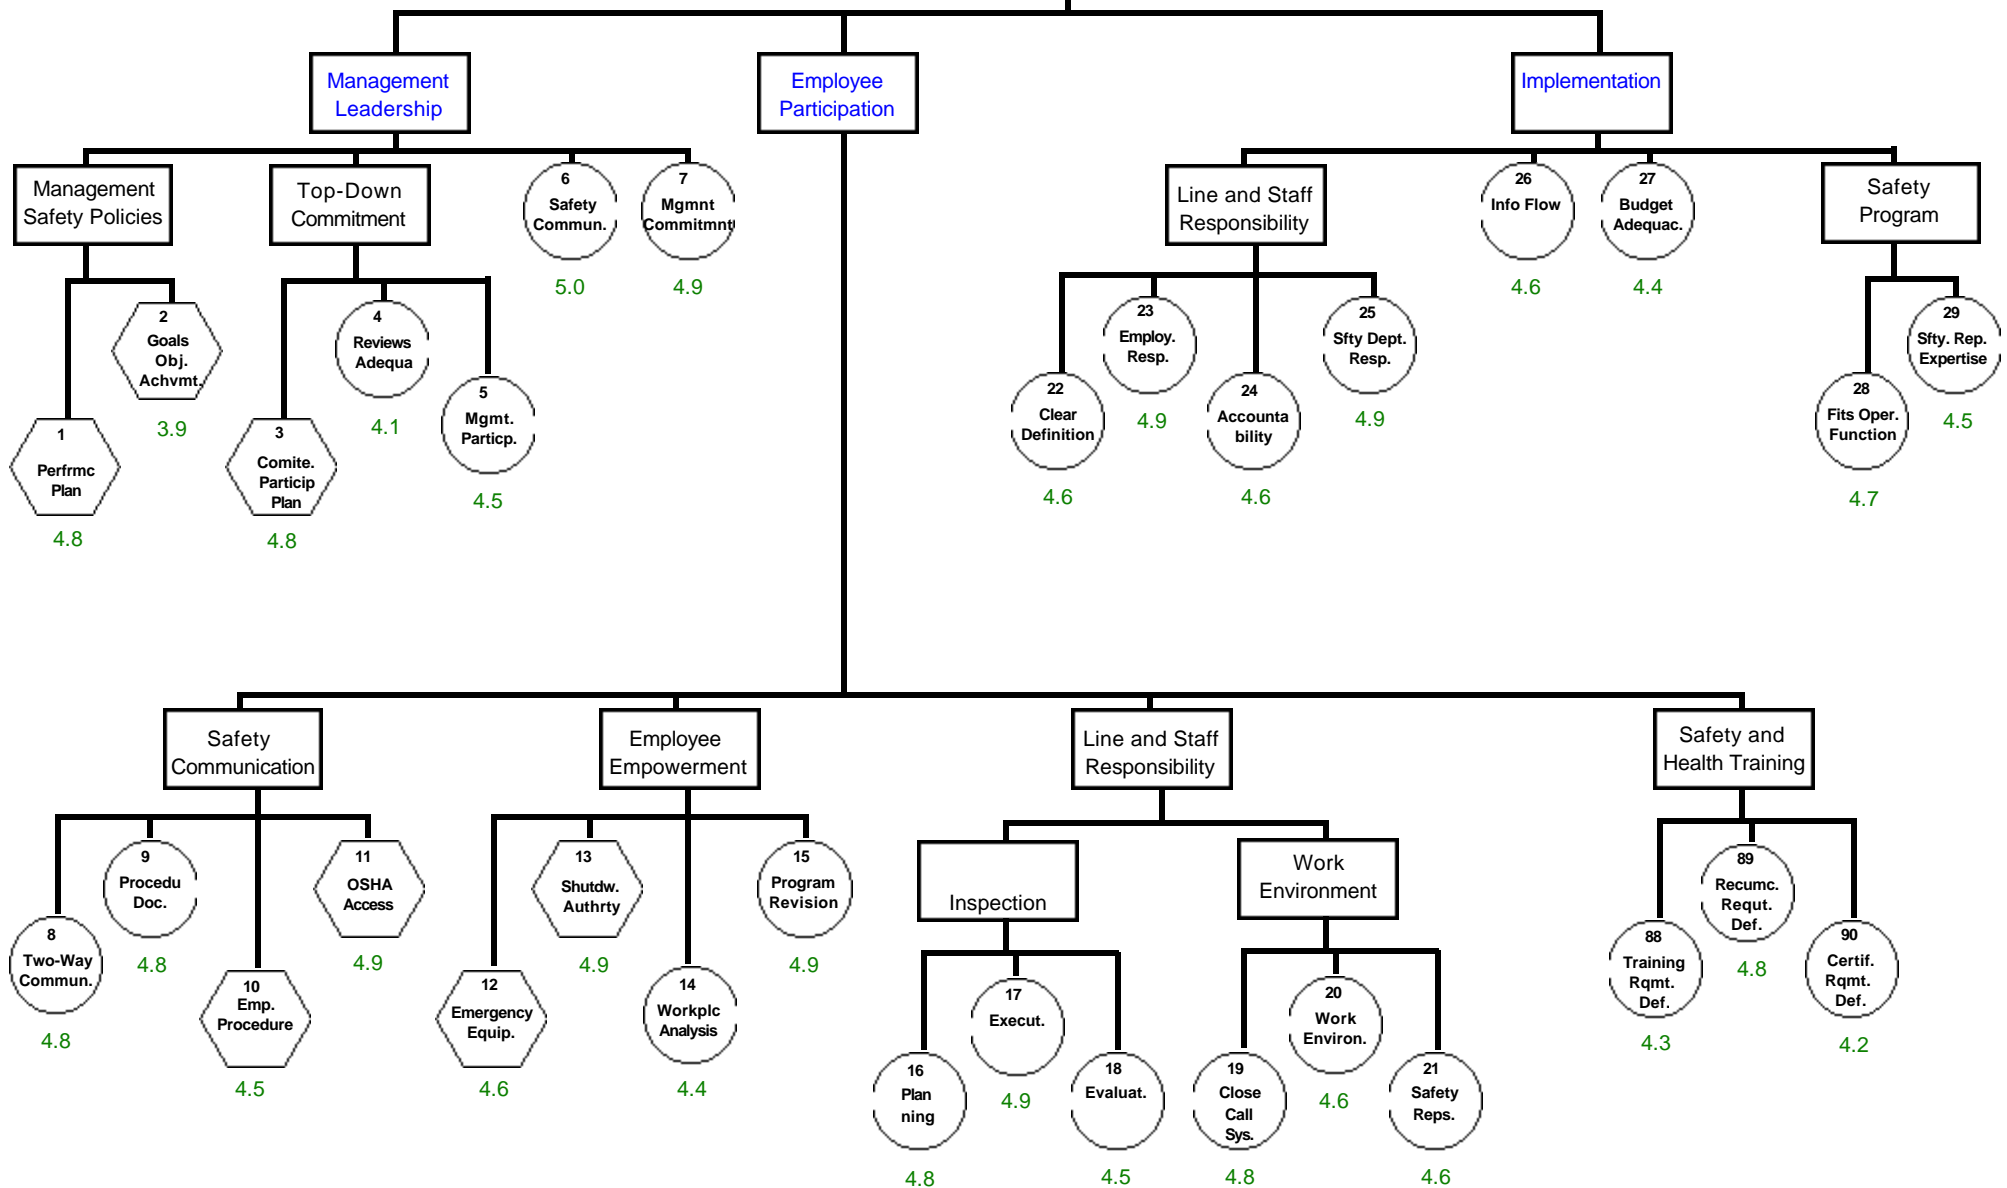 Management
Leadership
Employee
Participation
Implementation
Management
Safety Policies
Top-Down
Commitment
6
Safety
Commun.
5.0
7
Mgmnt
Commitmnt
4.9
1
Perfrmc
Plan
4.8
2
Goals
Obj.
Achvmt.
3.9
3
Comite.
Particip
Plan
4.8
4
Reviews
Adequa
4.1
5
Mgmt.
Particp.
4.5
Line and Staff
Responsibility
26
Info Flow
4.6
27
Budget
Adequac.
4.4
Safety
Program
22
Clear
Definition
4.6
23
Employ.
Resp.
4.9
24
Accounta
bility
4.6
25
Sfty Dept.
Resp.
4.9
28
Fits Oper.
Function
4.7
29
Sfty. Rep.
Expertise
4.5
Safety
Communication
Employee
Empowerment
Line and Staff
Responsibility
Safety and
Health Training
8
Two-Way
Commun.
4.8
9
Procedu
Doc.
4.8
10
Emp.
Procedure
4.5
11
OSHA
Access
4.9
12
Emergency
Equip.
4.6
13
Shutdw.
Authrty
4.9
14
Workplc
Analysis
4.4
15
Program
Revision
4.9
Inspection
Work
Environment
16
Plan
ning
4.8
17
Execut.
4.9
18
Evaluat.
4.5
19
Close
Call
Sys.
4.8
20
Work
Environ.
4.6
21
Safety
Reps.
4.6
88
Training
Rqmt.
Def.
4.3
89
Recumc.
Requt.
Def.
4.8
90
Certif.
Rqmt.
Def.
4.2